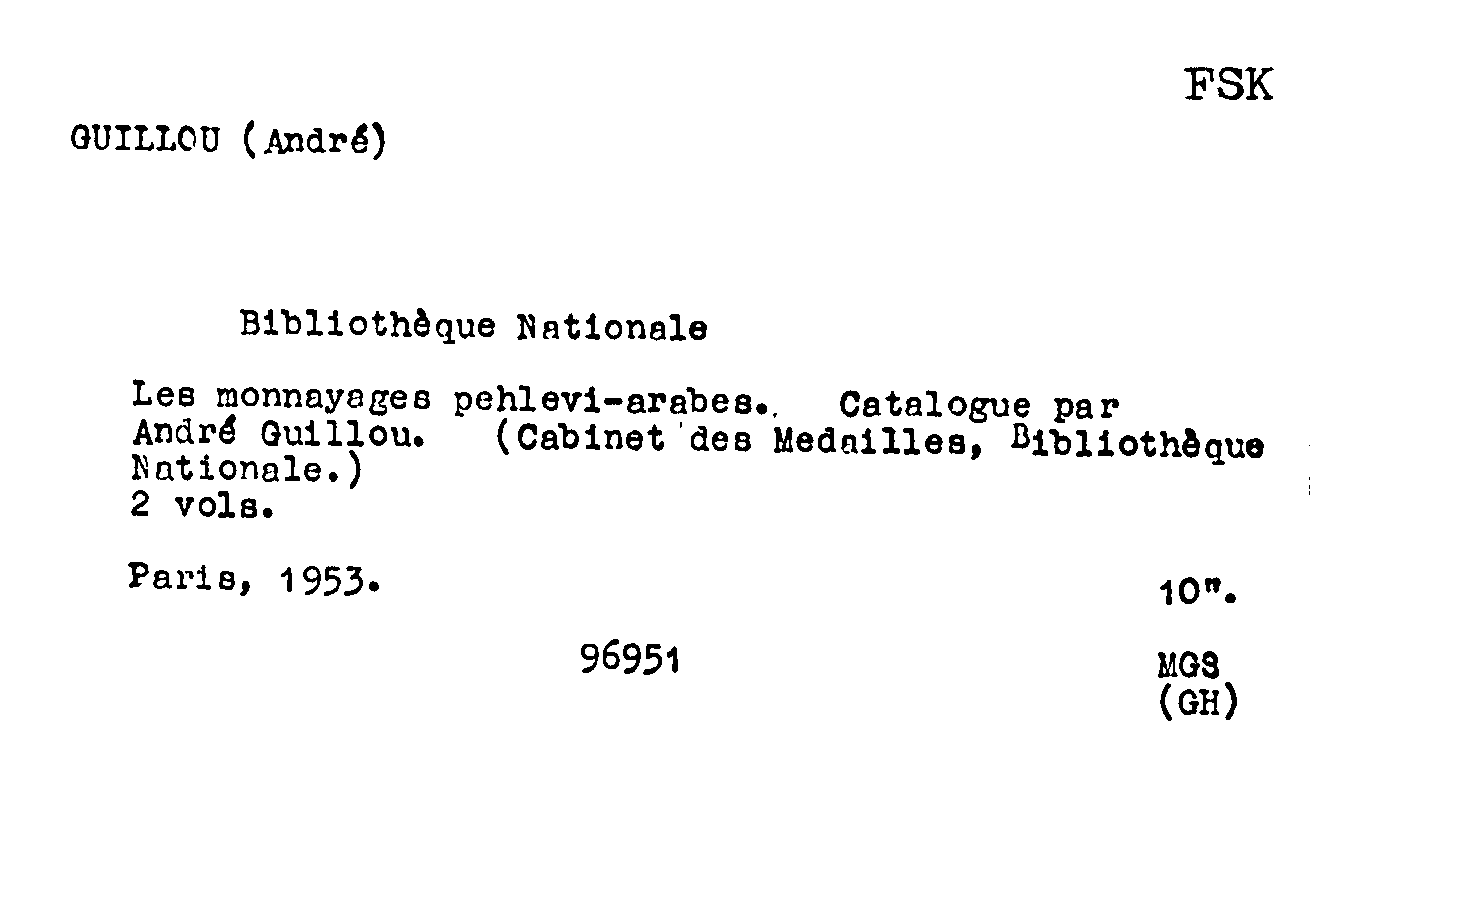 FSK
GUILLOU (André)
Bibliothèque Nationale
Les monnayages pehlevi-arabes. Catalogue par
André Guillou. (Cabinet des Medailles, Bibliothèque
Nationale.)
2 vols.
Paris, 1953.
10".
96951
MGS
(GH)